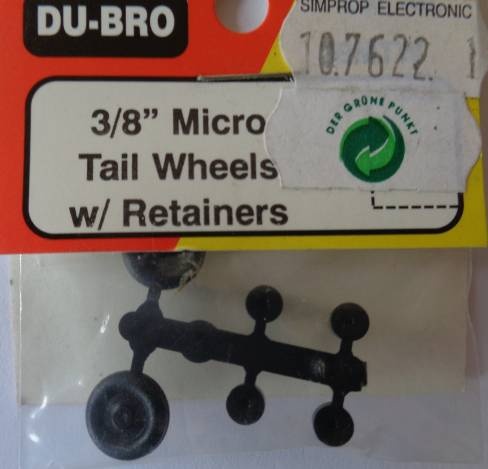 DU-BRO
SIMPROP ELECTRONIC
10.7622. 1
DER GRÜNE PUNKT
3/8” Micro
Tail Wheels
w/ Retainers